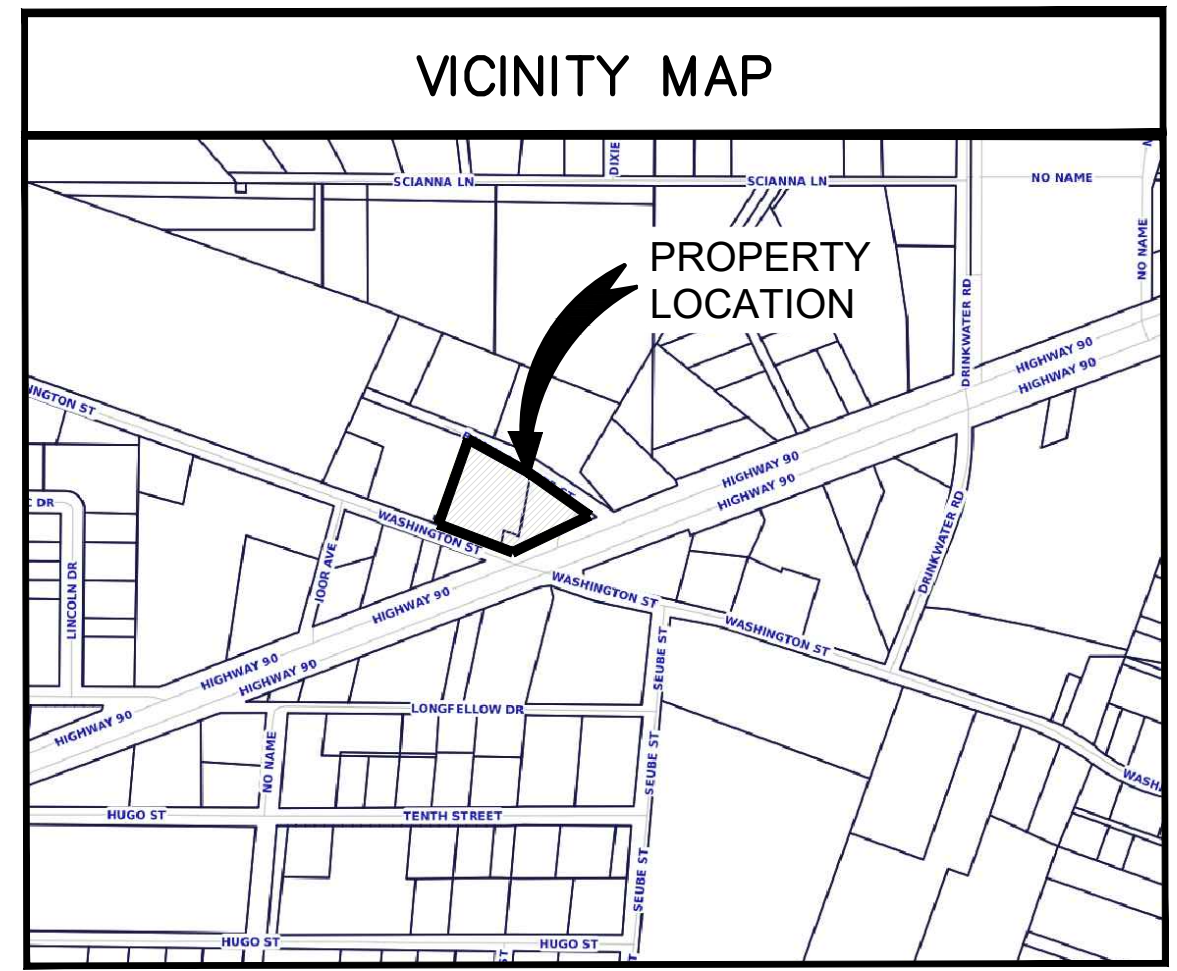 VICINITY MAP
DIXIE
SCIANNA LN
SCIANNA LN
NO NAME
NO NAME
PROPERTY
LOCATION
DRINKWATER RD
HIGHWAY 90
HIGHWAY 90
NGTON ST
ST
HIGHWAY 90
HIGHWAY 90
DR
WASHINGTON ST
DRINKWATER RD
JOOR AVE
LINCOLN DR
WASHINGTON ST
HIGHWAY 90
WASHINGTON ST
SEUBE ST
HIGHWAY 90
HIGHWAY 90
LONGFELLOW DR
HIGHWAY 90
NO NAME
SEUBE ST
WASH
HUGO ST
TENTH STREET
SEUBE ST
HUGO ST
HUGO ST
ST